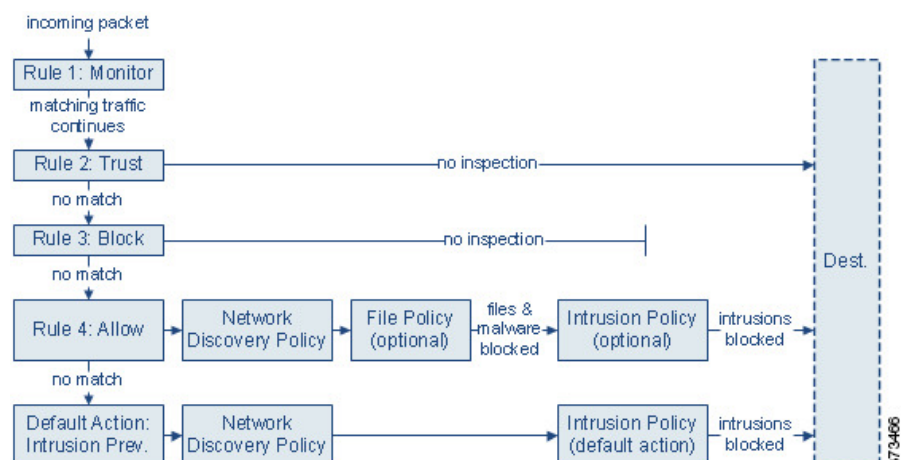 incoming packet
Rule 1: Monitor
matching traffic
continues
Rule 2: Trust
no inspection
no match
Rule 3: Block
no inspection
no match
Dest.
Rule 4: Allow
Network
Discovery Policy
File Policy
(optional)
files &
malware
blocked
Intrusion Policy
(optional)
intrusions
blocked
no match
Default Action:
Intrusion Prev.
Network
Discovery Policy
Intrusion Policy
(default action)
intrusions
blocked